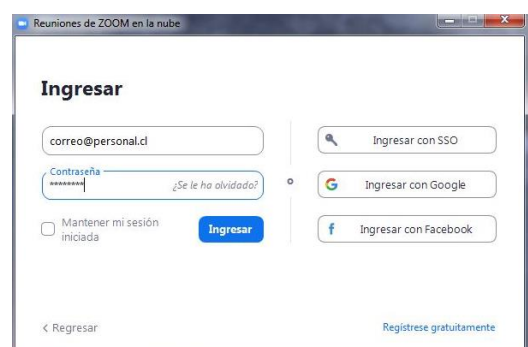 Reuniones de ZOOM en la nube
Ingresar
correo@personal.cl
Contraseña
********
¿Se le ha olvidado?
Mantener mi sesión
iniciada
Ingresar
o
Ingresar con SSO
G Ingresar con Google
f Ingresar con Facebook
< Regresar
Regístrese gratuitamente